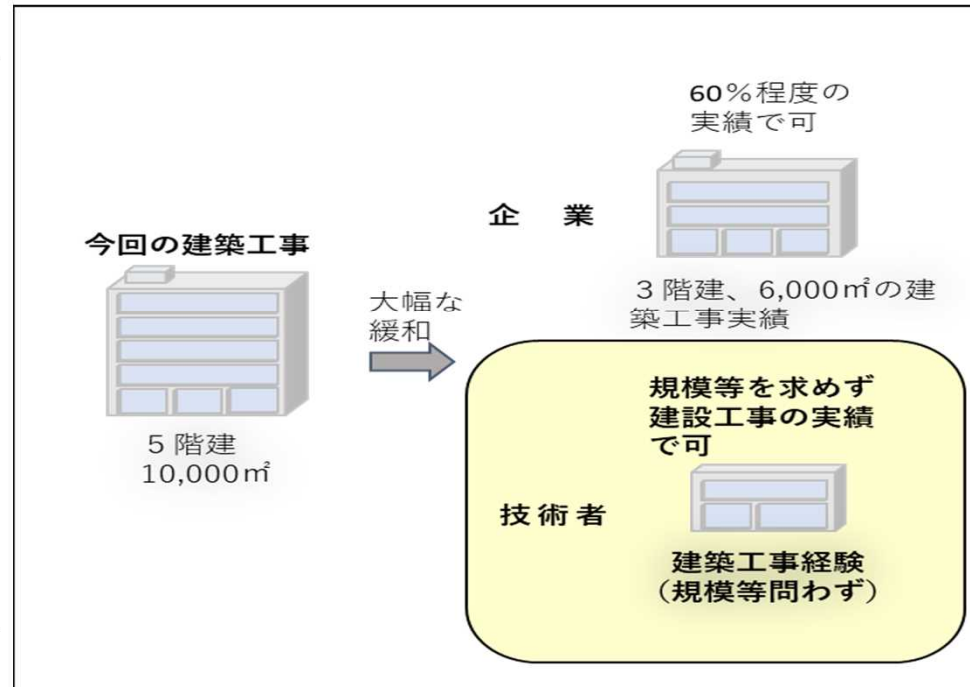 今回の建築工事
5階建
10,000㎡
大幅な
緩和
60%程度の
実績で可
企　業
3階建、6,000㎡の建
築工事実績
規模等を求めず
建設工事の実績
で可
技術者
建築工事経験
(規模等問わず)